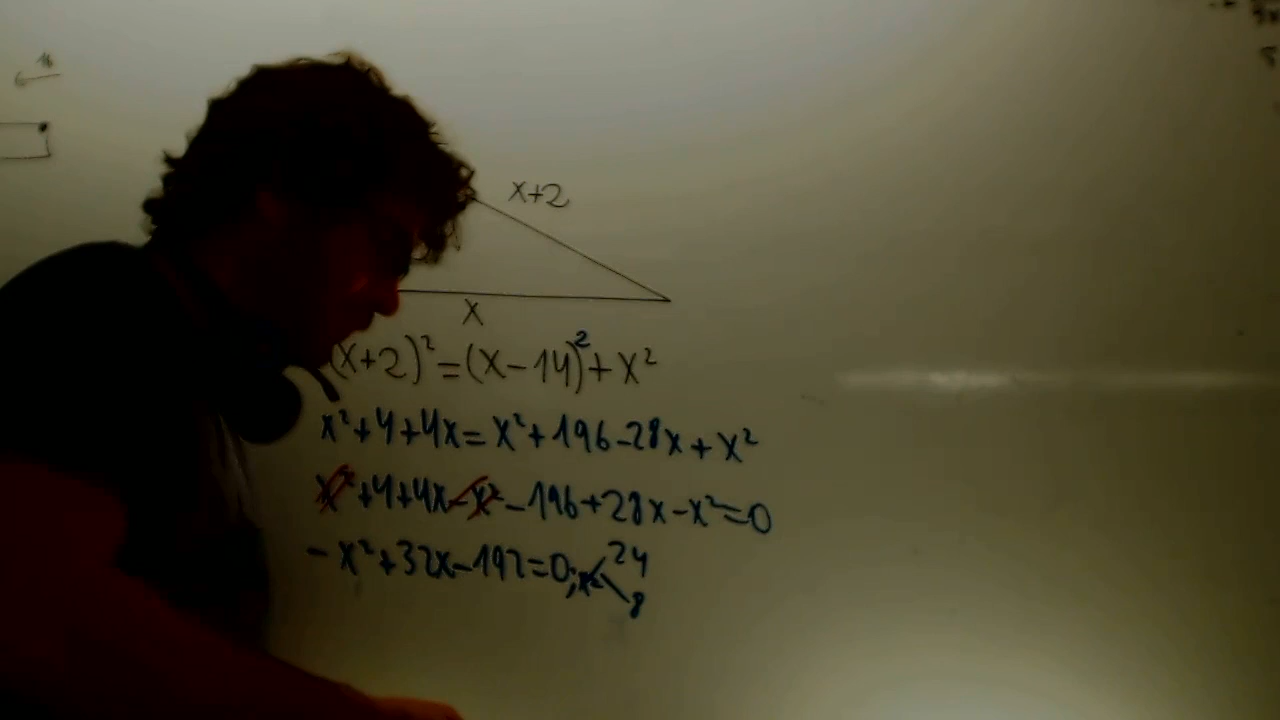 x+2
x
(x+2)²=(x-14)²+x²
x²+4+4x=x²+196-28x+x²
x²+4+4x-x²-196+28x-x²=0
-x²+32x-192=0;x 24
8